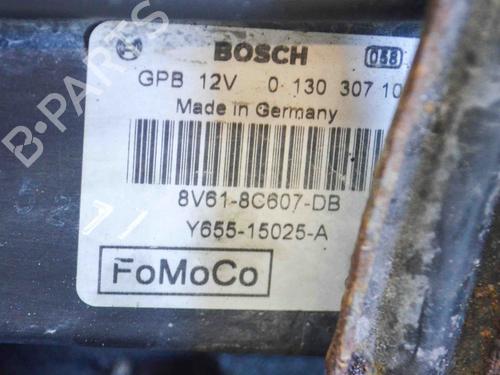 BOSCH 058
GPB 12V 0 130 307 10
Made in Germany
8V61-8C607-DB
Y655-15025-A
FoMoCo
B-PARTS